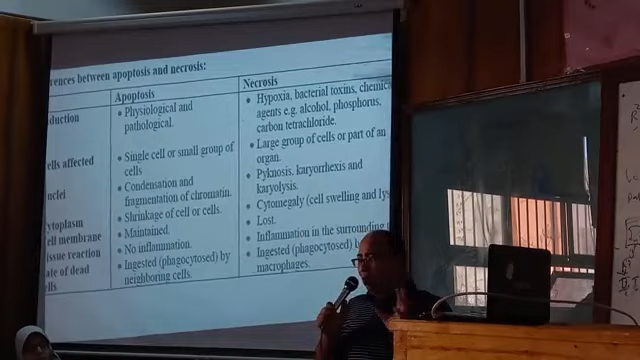 rences between apoptosis and necrosis:
Apoptosis
Necrosis
duction
• Physiological and
pathological.
• Hypoxia, bacterial toxins, chemic
agents e.g. alcohol, phosphorus,
carbon tetrachloride.
ells affected
• Single cell or small group of
cells
• Large group of cells or part of an
organ.
uclei
• Condensation and
fragmentation of chromatin.
• Pyknosis, karyorrhexis and
karyolysis.
ytoplasm
• Shrinkage of cell or cells.
• Cytomegaly (cell swelling and lys
ell membrane
• Maintained.
• Lost.
issue reaction
• No inflammation.
• Inflammation in the surrounding
ate of dead
ells
• Ingested (phagocytosed) by
neighboring cells.
• Ingested (phagocytosed) b
macrophages.